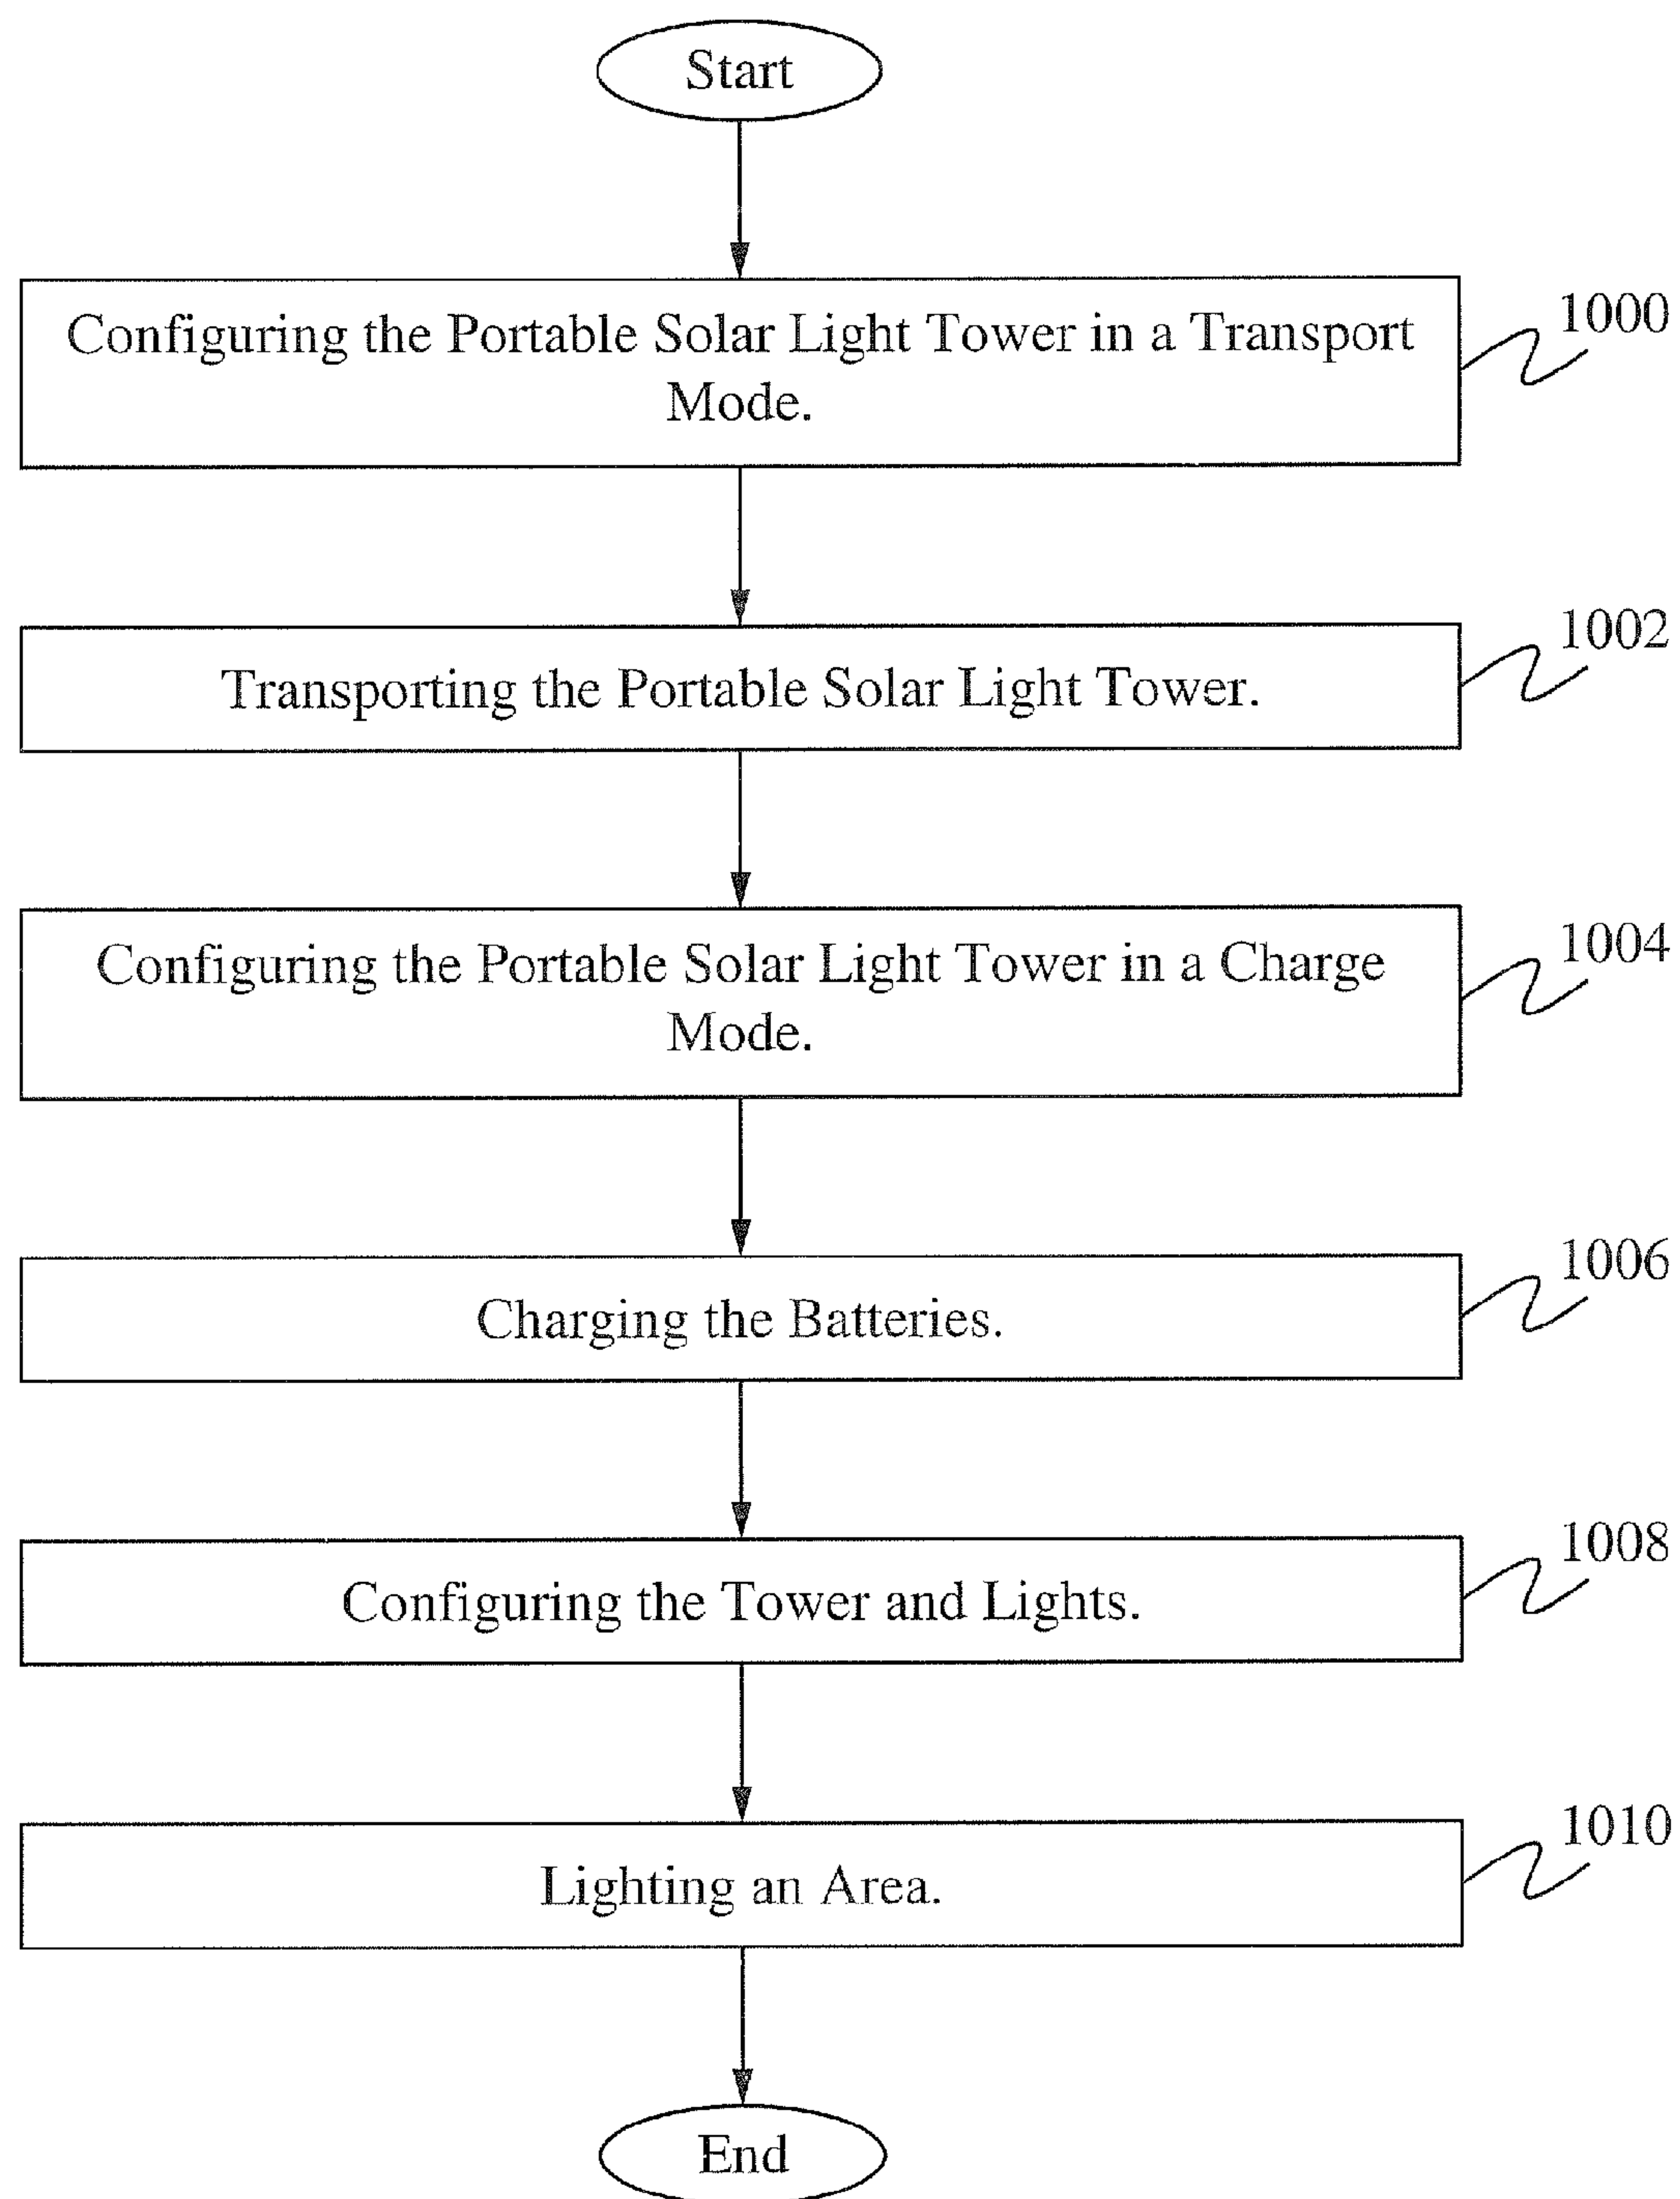 Start
Configuring the Portable Solar Light Tower in a Transport
Mode.
1000
Transporting the Portable Solar Light Tower.
1002
Configuring the Portable Solar Light Tower in a Charge
Mode.
1004
Charging the Batteries.
1006
Configuring the Tower and Lights.
1008
Lighting an Area.
1010
End